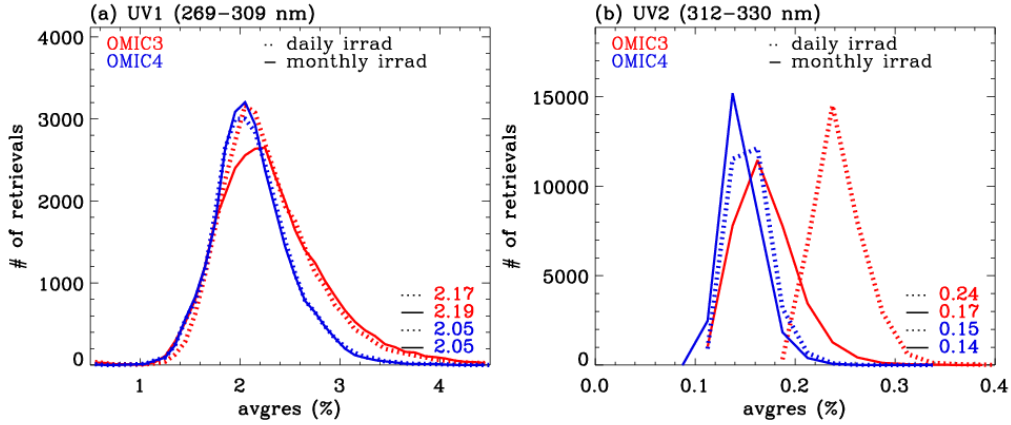 (a) UV1 (269-309 nm)
4000
3000
2000
1000
0
# of retrievals
OMIC3
OMIC4
daily irrad
monthly irrad
2.17
2.19
2.05
2.05
1
2
3
4
avgres (%)
(b) UV2 (312-330 nm)
15000
10000
5000
0
# of retrievals
OMIC3
OMIC4
daily irrad
monthly irrad
0.24
0.17
0.15
0.14
0.0
0.1
0.2
0.3
0.4
avgres (%)